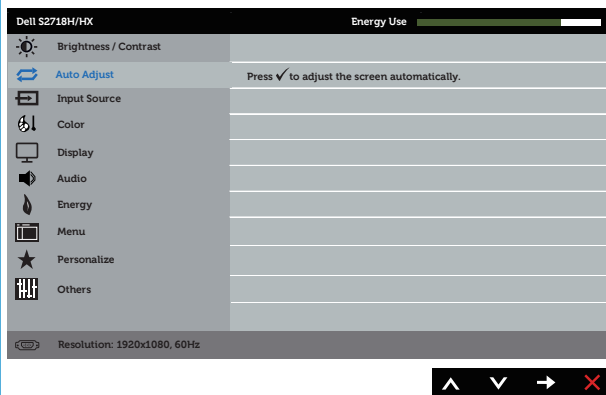 Dell S2718H/HX Energy Use
Brightness / Contrast
Auto Adjust
Press ✓ to adjust the screen automatically.
Input Source
Color
Display
Audio
Energy
Menu
Personalize
Others
Resolution: 1920x1080, 60Hz